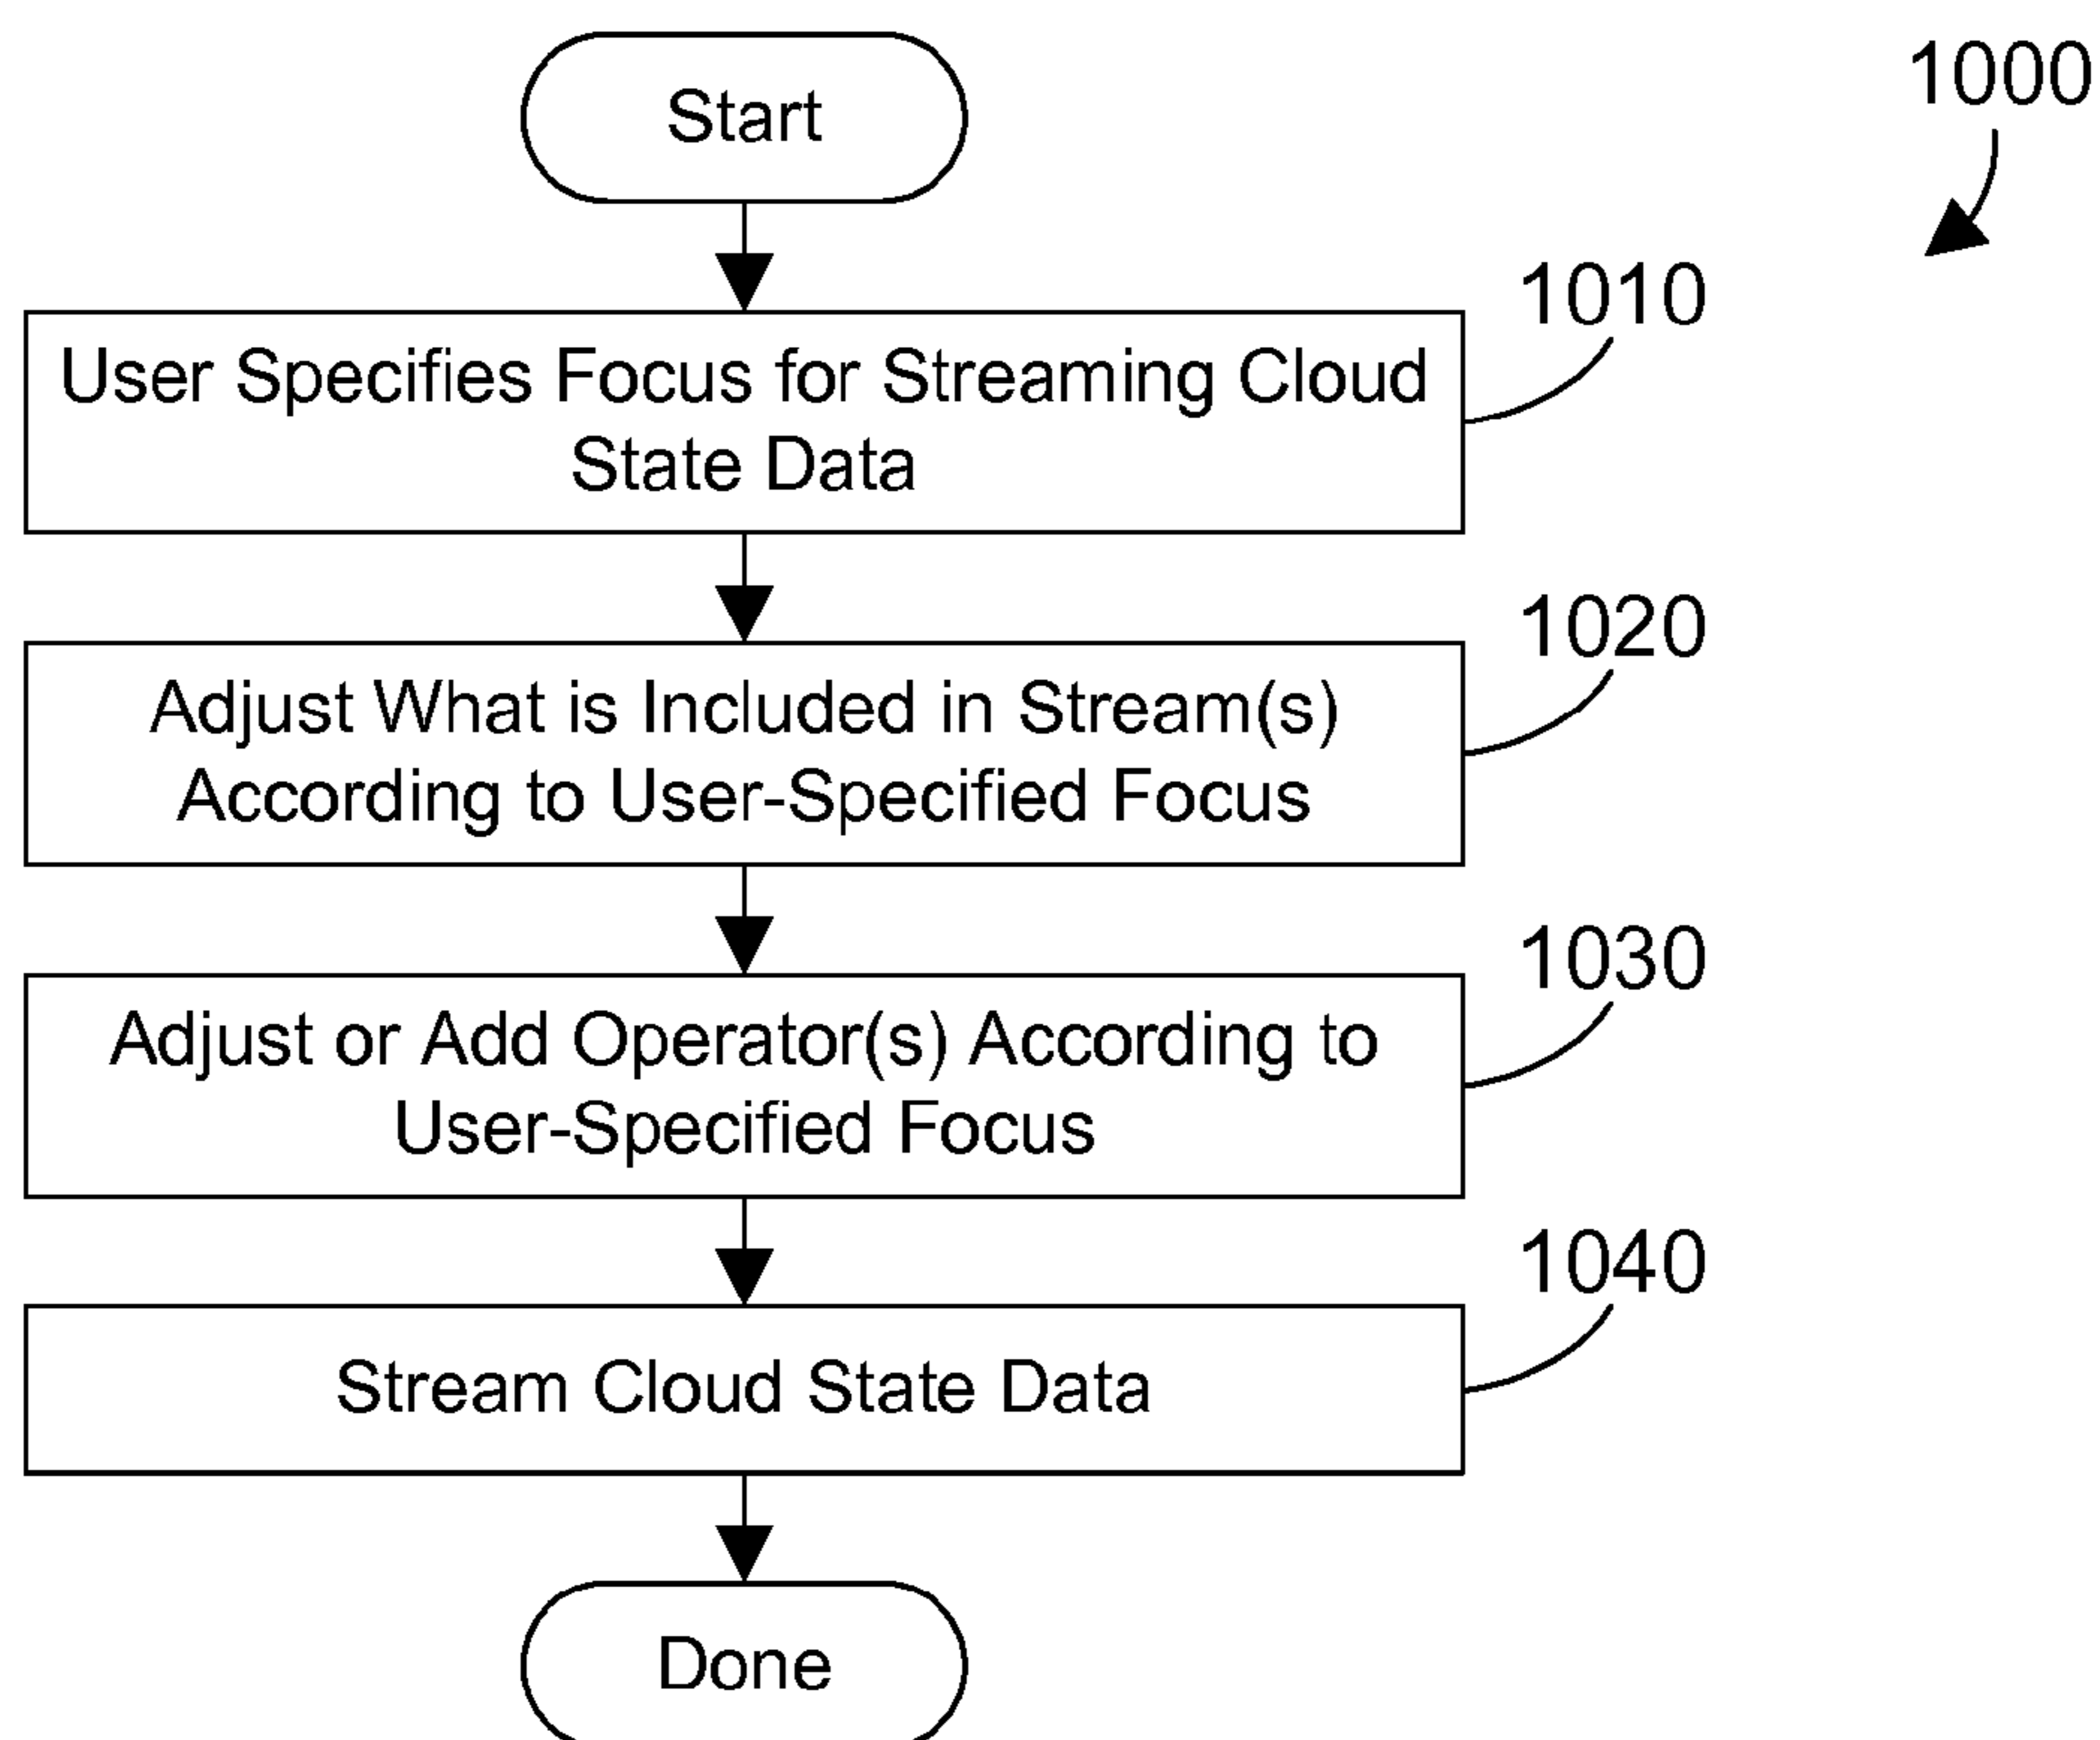 Start
1000
1010
User Specifies Focus for Streaming Cloud
State Data
1020
Adjust What is Included in Stream(s)
According to User-Specified Focus
1030
Adjust or Add Operator(s) According to
User-Specified Focus
1040
Stream Cloud State Data
Done